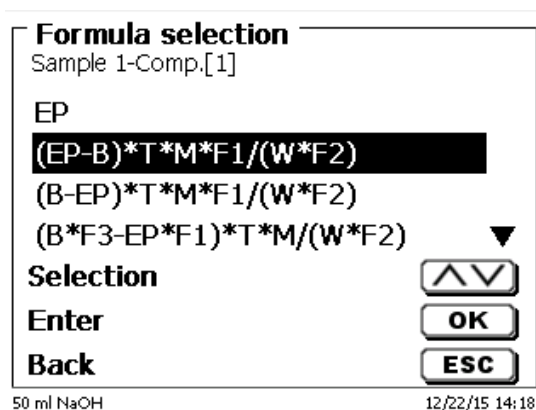 Formula selection
Sample 1-Comp.[1]
EP
(EP-B)*T*M*F1/(W*F2)
(B-EP)*T*M*F1/(W*F2)
(B*F3-EP*F1)*T*M/(W*F2)
Selection
Enter OK
Back ESC
50 ml NaOH 12/22/15 14:18